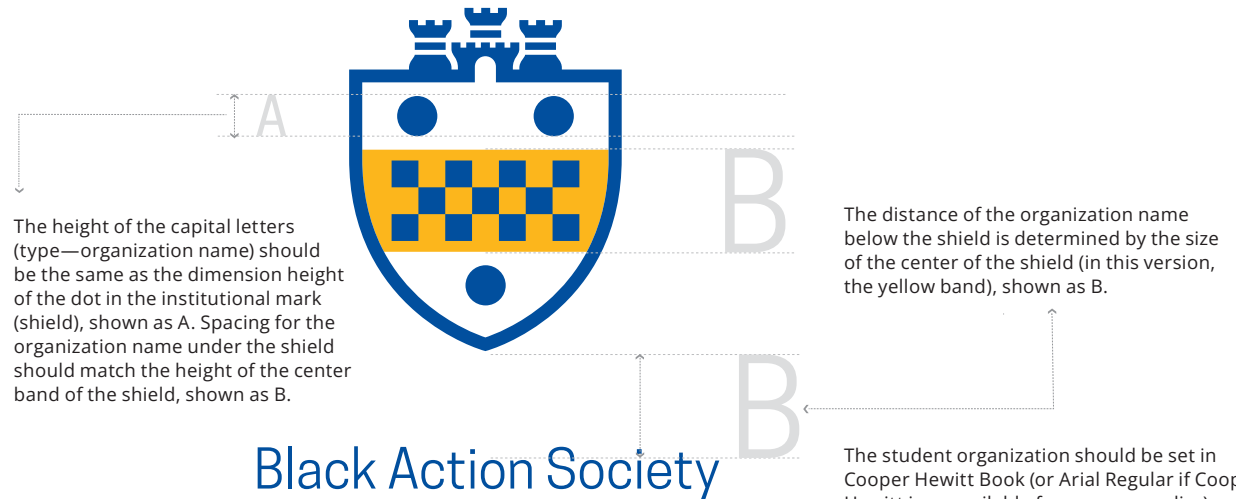 A
B
The height of the capital letters
(type—organization name) should
be the same as the dimension height
of the dot in the institutional mark
(shield), shown as A. Spacing for the
organization name under the shield
should match the height of the center
band of the shield, shown as B.
The distance of the organization name
below the shield is determined by the size
of the center of the shield (in this version,
the yellow band), shown as B.
B
Black Action Society
The student organization should be set in
Cooper Hewitt Book (or Arial Regular if